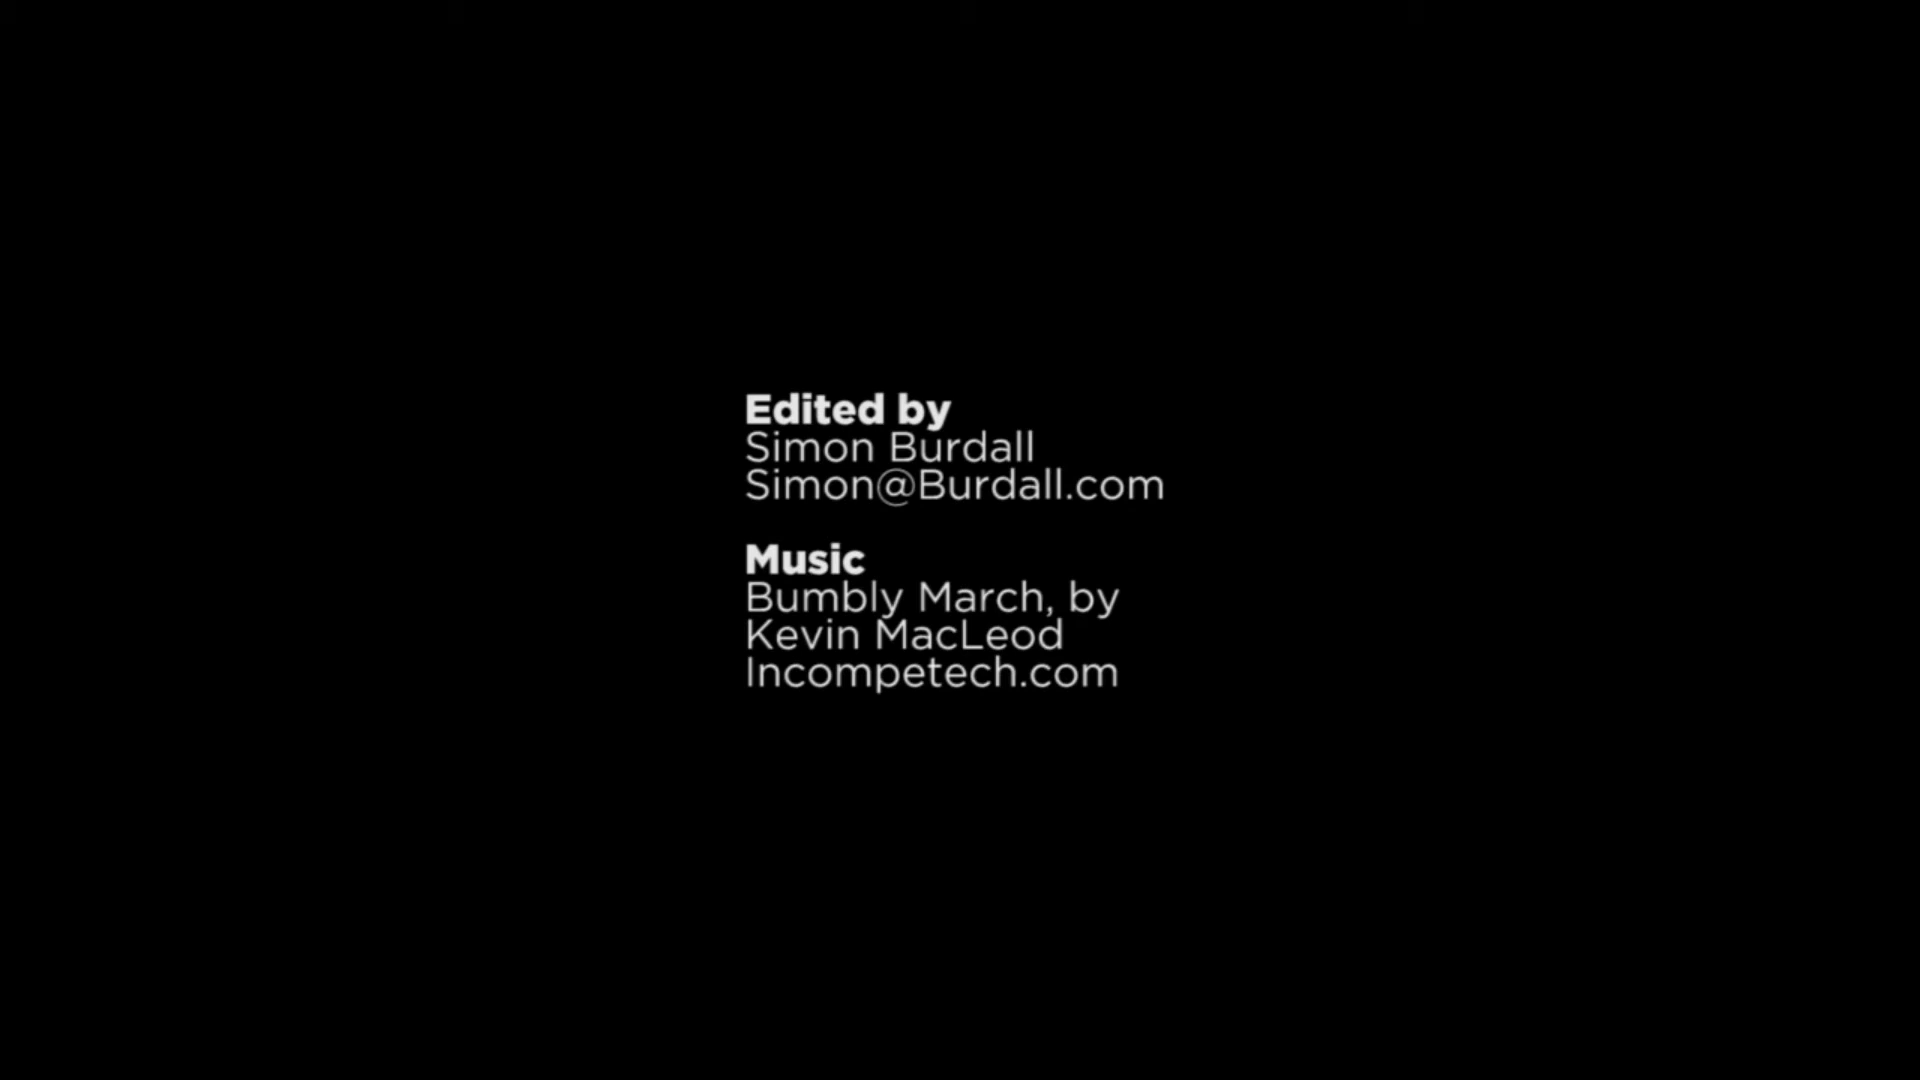 Edited by
Simon Burdall
Simon@Burdall.com
Music
Bumbly March, by
Kevin MacLeod
Incompetech.com